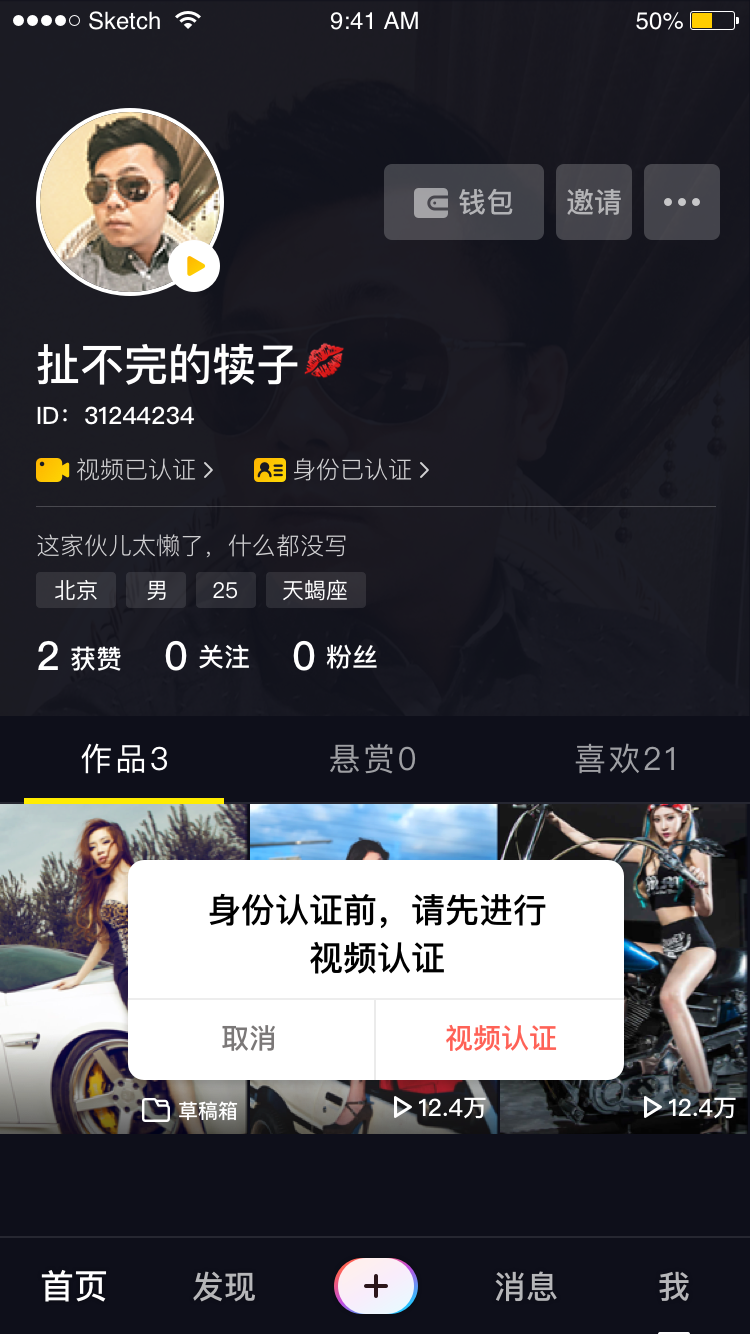 Sketch 9:41 AM 50%
钱包 邀请
扯不完的犊子💋
ID：31244234
视频已认证 身份已认证
这家伙儿太懒了，什么都没写
北京 男 25 天蝎座
2 获赞 0 关注 0 粉丝
作品3 悬赏0 喜欢21
身份认证前，请先进行
视频认证
取消 视频认证
草稿箱 12.4万 12.4万
首页 发现 + 消息 我